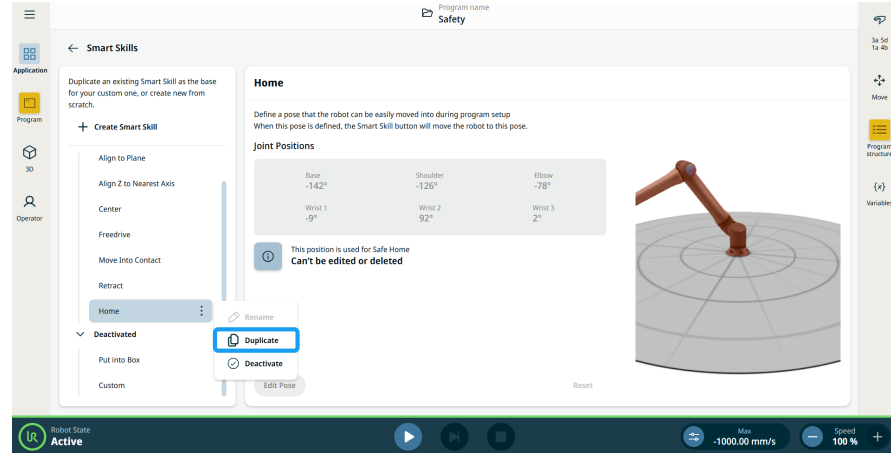 Program name
Safety
Smart Skills
Application
Program
3D
Operator
Duplicate an existing Smart Skill as the base
for your custom one, or create new from
scratch.
Create Smart Skill
Align to Plane
Align Z to Nearest Axis
Center
Freedrive
Move Into Contact
Retract
Home
Deactivated
Put into Box
Custom
Rename
Duplicate
Deactivate
Home
Define a pose that the robot can be easily moved into during program setup
When this pose is defined, the Smart Skill button will move the robot to this pose.
Joint Positions
Base
-142°
Shoulder
-126°
Elbow
-78°
Wrist 1
-9°
Wrist 2
92°
Wrist 3
2°
This position is used for Safe Home
Can't be edited or deleted
Edit Pose
Reset
3a 5d
1a 4b
Move
Program
structure
{x}
Variable
UR
Robot State
Active
Max
-1000.00 mm/s
Speed
100 %